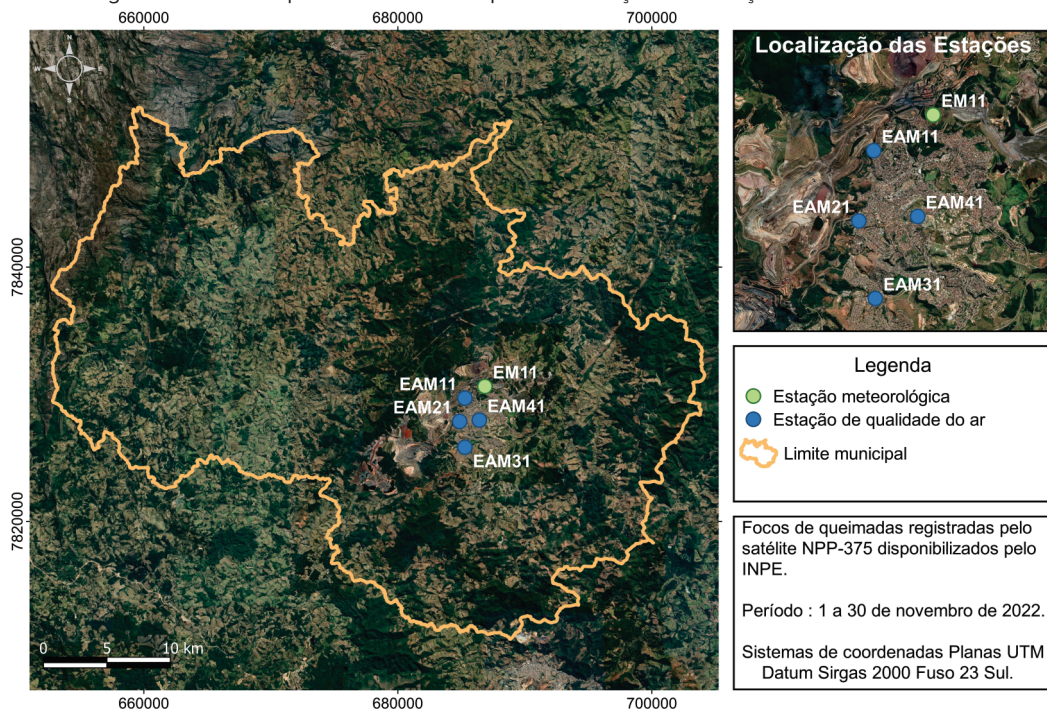 660000
680000
700000
7840000
7820000
N
W
E
S
EAM11
EM11
EAM21
EAM41
EAM31
0
5
10 km
660000
680000
700000
Localização das Estações
EM11
EAM11
EAM21
EAM41
EAM31
Legenda
Estação meteorológica
Estação de qualidade do ar
Limite municipal
Focos de queimadas registradas pelo
satélite NPP-375 disponibilizados pelo
INPE.
Período : 1 a 30 de novembro de 2022.
Sistemas de coordenadas Planas UTM
Datum Sirgas 2000 Fuso 23 Sul.